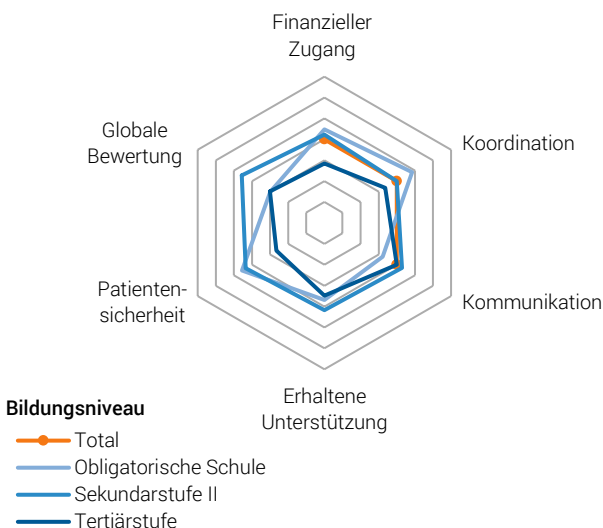 Finanzieller
Zugang
Globale
Bewertung
Koordination
Patienten-
sicherheit
Kommunikation
Erhaltene
Unterstützung
Bildungsniveau
Total
Obligatorische Schule
Sekundarstufe II
Tertiärstufe